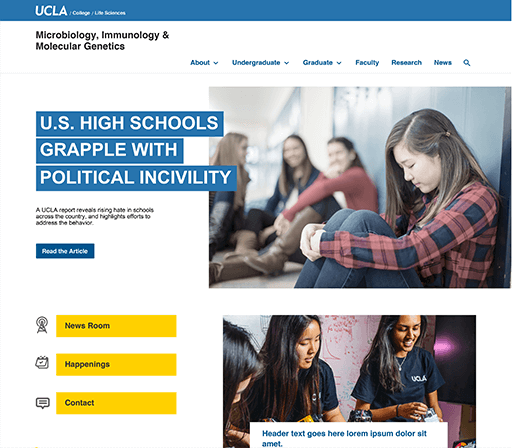 UCLA / College / Life Sciences
Microbiology, Immunology &
Molecular Genetics
About Undergraduate Graduate Faculty Research News
U.S. HIGH SCHOOLS
GRAPPLE WITH
POLITICAL INCIVILITY
A UCLA report reveals rising hate in schools
across the country, and highlights efforts to
address the behavior.
Read the Article
News Room
Happenings
Contact
UCLA
Header text goes here lorem ipsum dolor sit
amet.